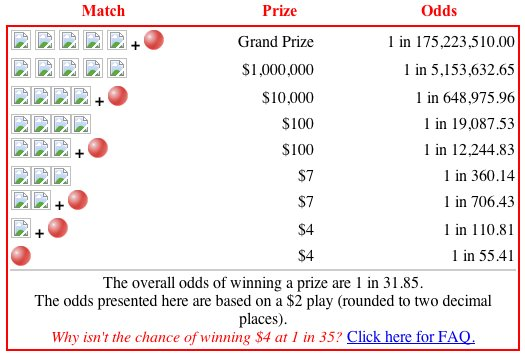 Match Prize Odds
+ Grand Prize 1 in 175,223,510.00
$1,000,000 1 in 5,153,632.65
+ $10,000 1 in 648,975.96
$100 1 in 19,087.53
+ $100 1 in 12,244.83
$7 1 in 360.14
+ $7 1 in 706.43
+ $4 1 in 110.81
$4 1 in 55.41
The overall odds of winning a prize are 1 in 31.85.
The odds presented here are based on a $2 play (rounded to two decimal
places).
Why isn't the chance of winning $4 at 1 in 35? Click here for FAQ.